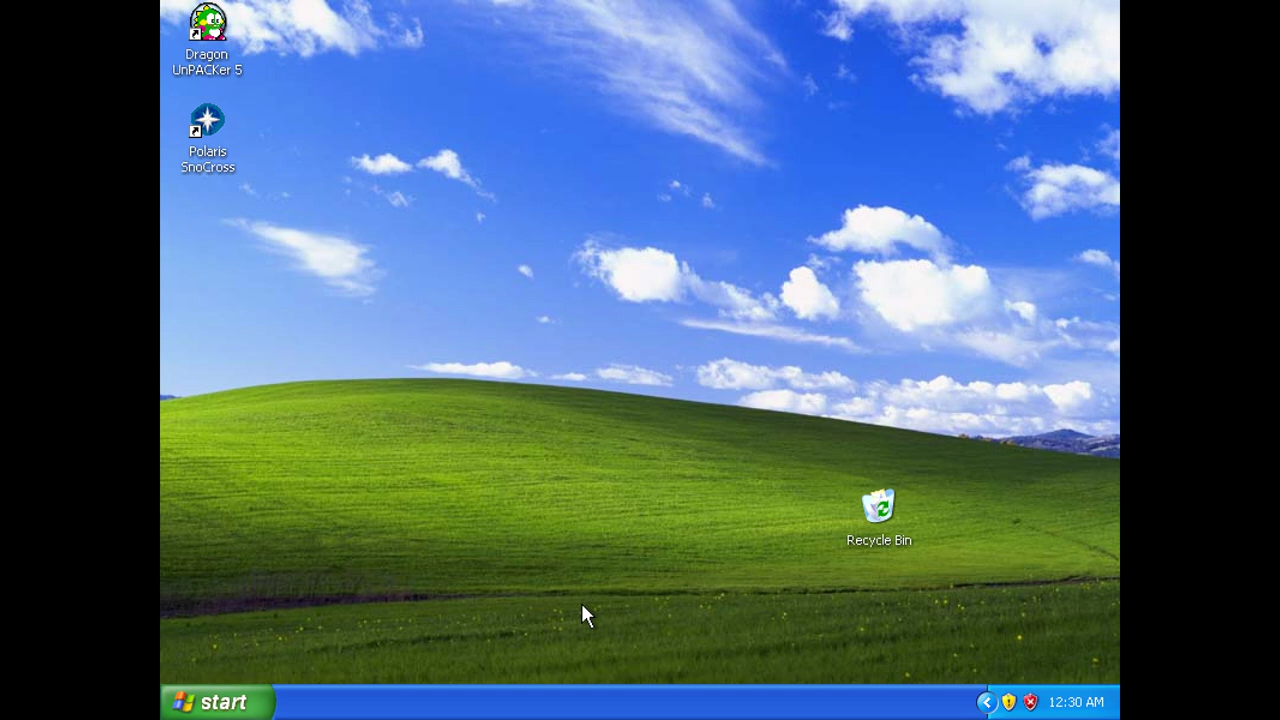 Dragon
UnPACKer 5
Polaris
SnoCross
Recycle Bin
start
12:30 AM